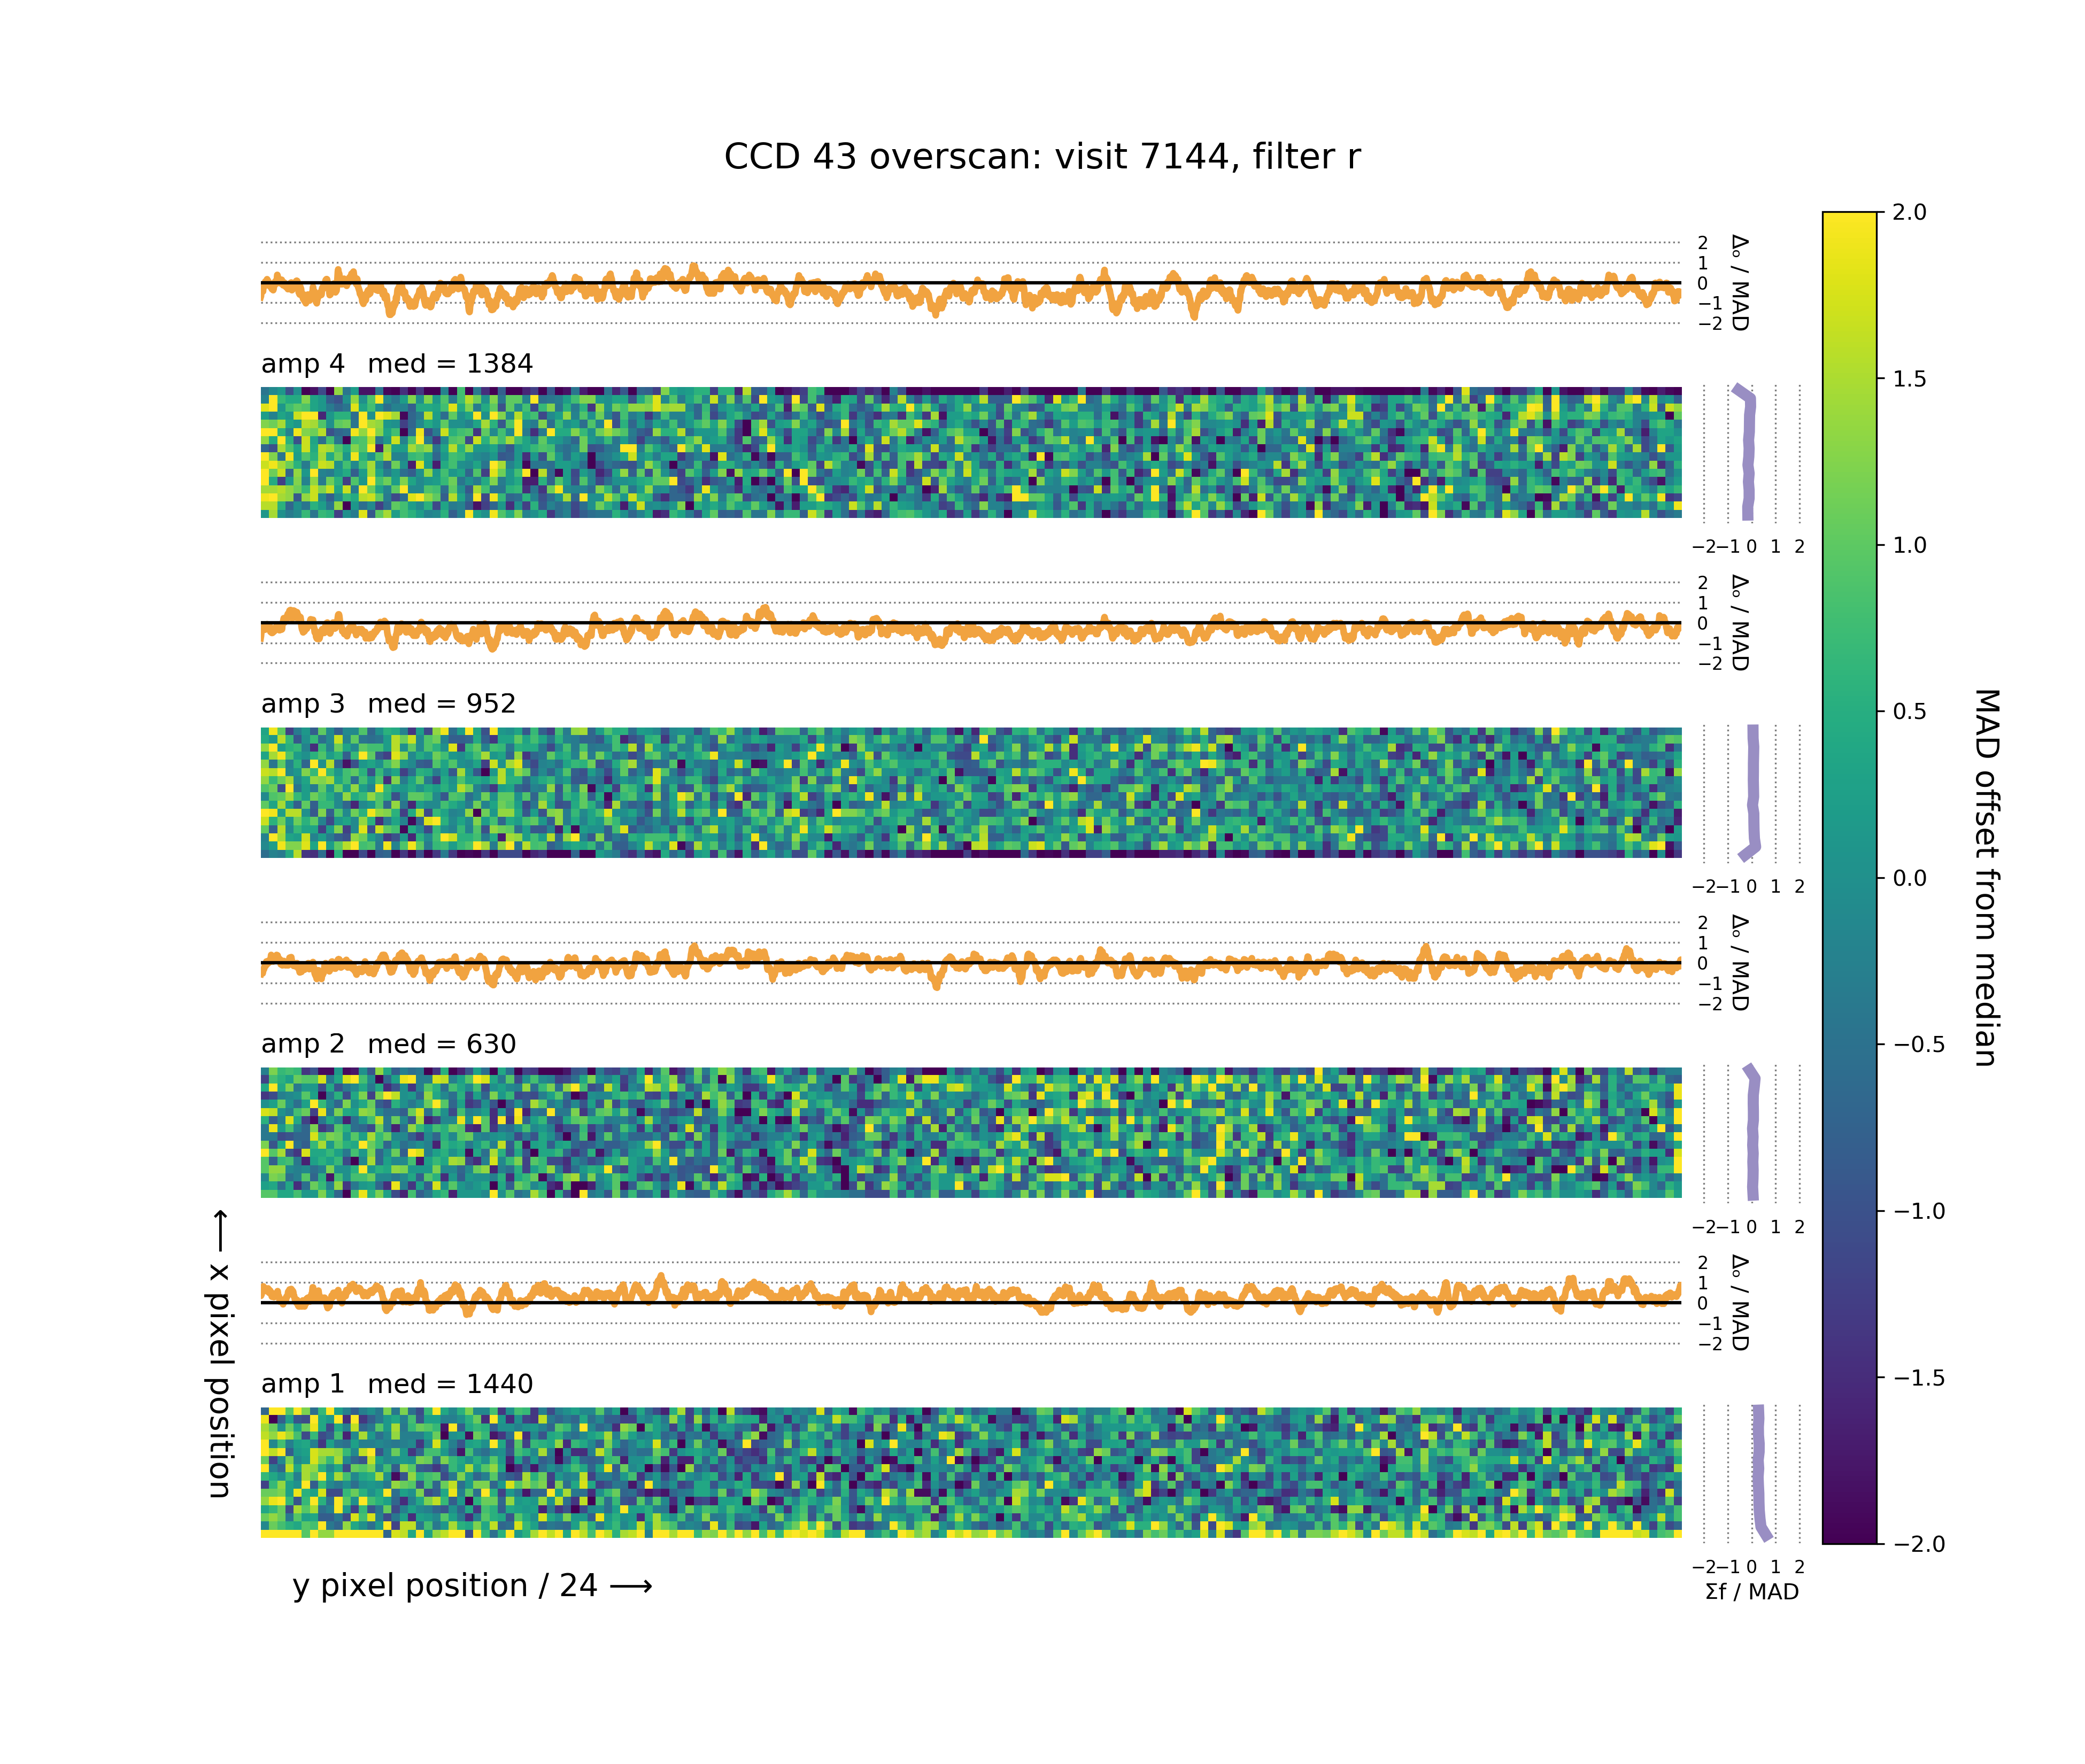 CCD 43 overscan: visit 7144, filter r
2
1
0
−1
−2
Δₒ / MAD
amp 4 med = 1384
−2 −1 0 1 2
2
1
0
−1
−2
Δₒ / MAD
amp 3 med = 952
−2 −1 0 1 2
2
1
0
−1
−2
Δₒ / MAD
amp 2 med = 630
−2 −1 0 1 2
2
1
0
−1
−2
Δₒ / MAD
amp 1 med = 1440
−2 −1 0 1 2
Σf / MAD
x pixel position ⟶
y pixel position / 24 ⟶
2.0
1.5
1.0
0.5
0.0
−0.5
−1.0
−1.5
−2.0
MAD offset from median